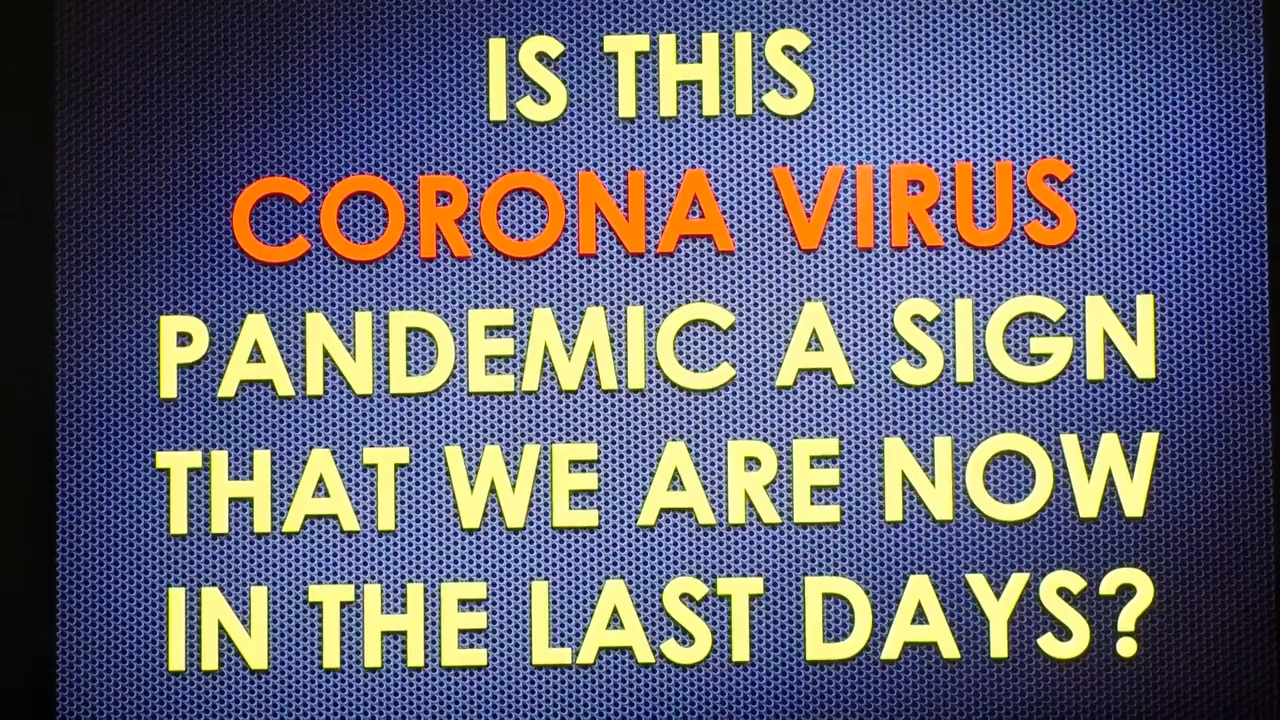 IS THIS
CORONA VIRUS
PANDEMIC A SIGN
THAT WE ARE NOW
IN THE LAST DAYS?